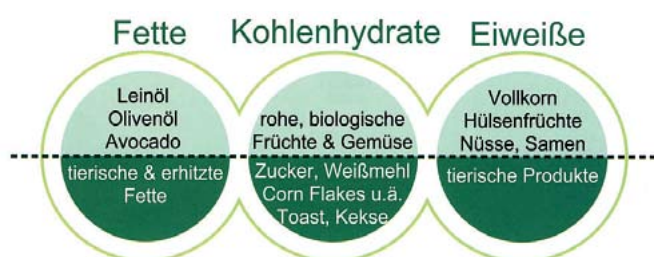 Fette
Kohlenhydrate
Eiweiße
Leinöl
Olivenöl
Avocado
tierische & erhitzte
Fette
rohe, biologische
Früchte & Gemüse
Zucker, Weißmehl
Corn Flakes u.ä.
Toast, Kekse
Vollkorn
Hülsenfrüchte
Nüsse, Samen
tierische Produkte